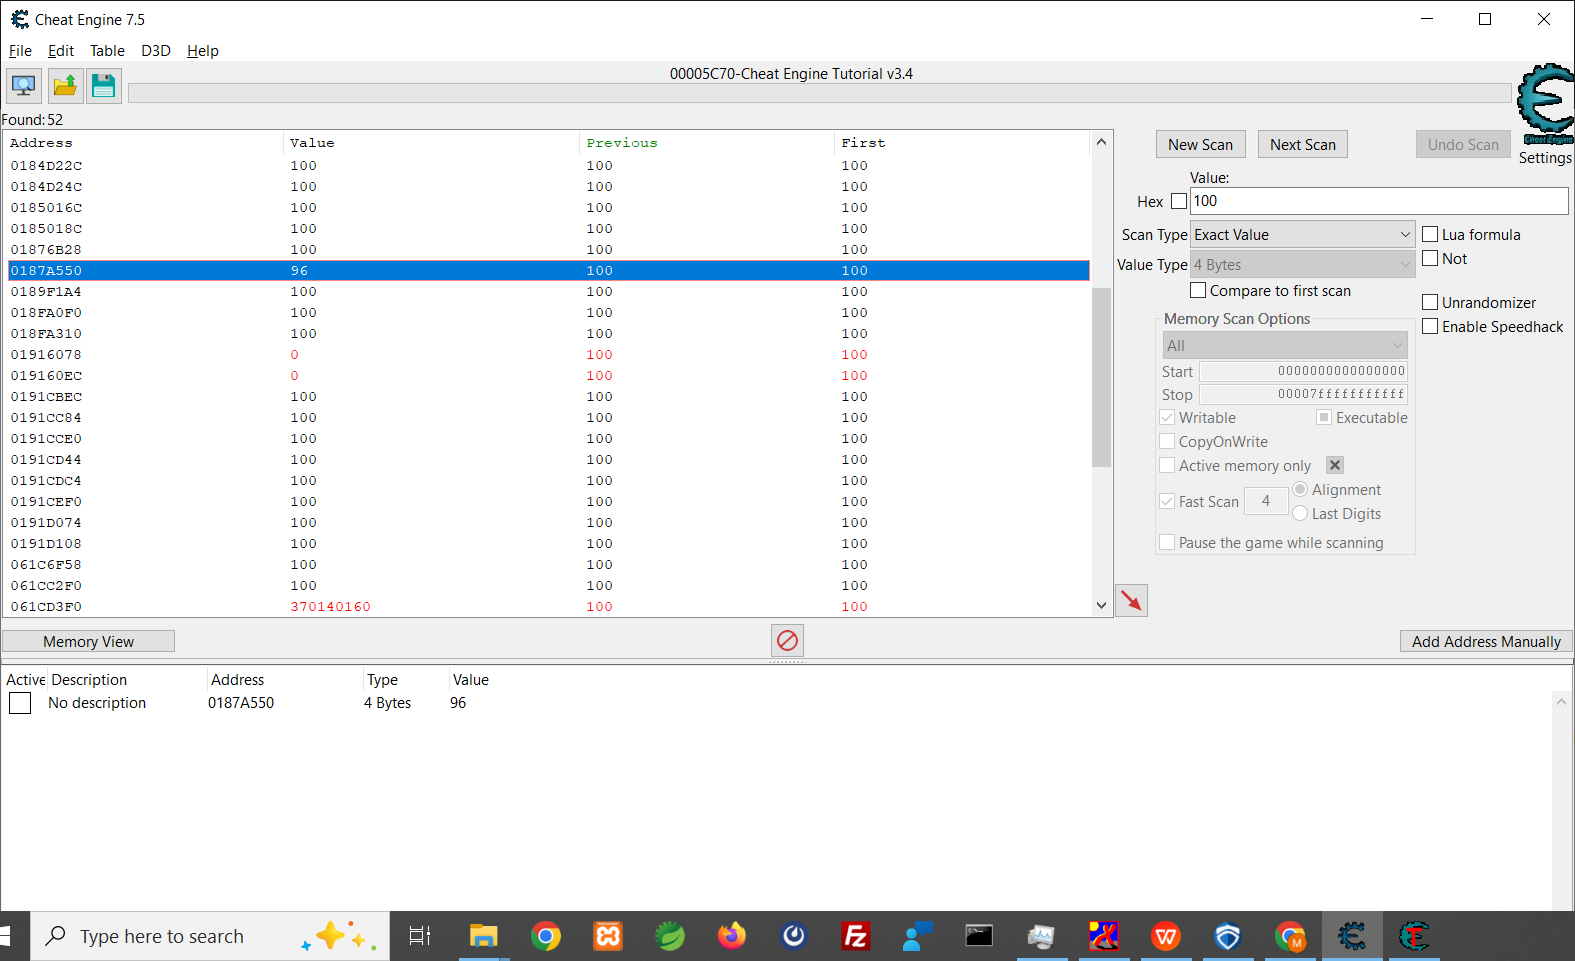 Cheat Engine 7.5
File Edit Table D3D Help
00005C70-Cheat Engine Tutorial v3.4
Found: 52
Address Value Previous First
0184D22C 100 100 100
0184D24C 100 100 100
0185016C 100 100 100
0185018C 100 100 100
01876B28 100 100 100
0187A550 96 100 100
0189F1A4 100 100 100
018FA0F0 100 100 100
018FA310 100 100 100
01916078 0 100 100
019160EC 0 100 100
0191CBEC 100 100 100
0191CC84 100 100 100
0191CCE0 100 100 100
0191CD44 100 100 100
0191CDC4 100 100 100
0191CEF0 100 100 100
0191D074 100 100 100
0191D108 100 100 100
061C6F58 100 100 100
061CC2F0 100 100 100
061CD3F0 370140160 100 100
New Scan Next Scan Undo Scan
Cheat Engine
Settings
Value:
Hex 100
Scan Type Exact Value Lua formula
Value Type 4 Bytes Not
Compare to first scan
Unrandomizer
Enable Speedhack
Memory Scan Options
All
Start 0000000000000000
Stop 00007fffffffffff
Writable Executable
CopyOnWrite
Active memory only
Fast Scan 4 Alignment
Last Digits
Pause the game while scanning
Memory View Add Address Manually
Active Description Address Type Value
No description 0187A550 4 Bytes 96
Type here to search